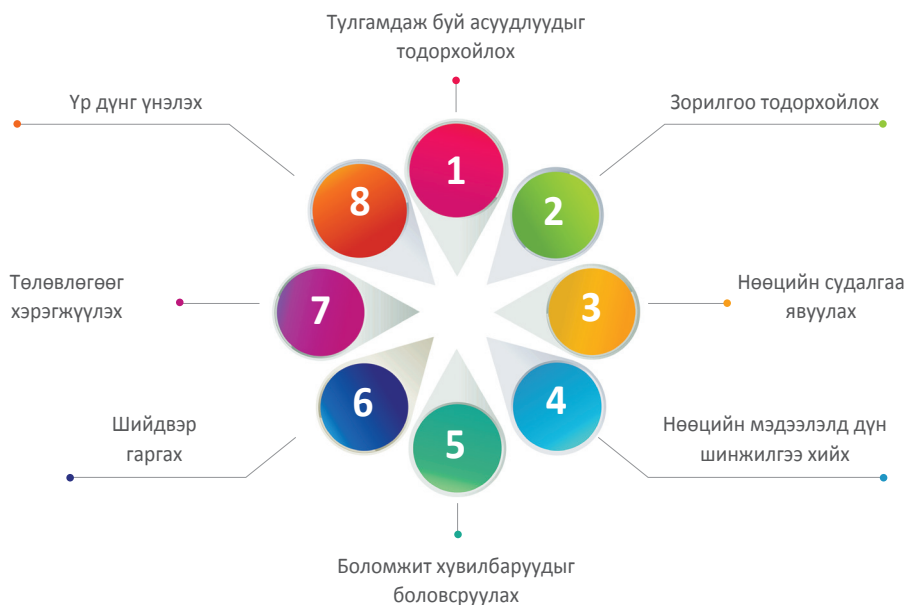 Тулгамдаж буй асуудлуудыг
тодорхойлох
1
Зорилгоо тодорхойлох
2
Нөөцийн судалгаа
явуулах
3
Нөөцийн мэдээлэлд дүн
шинжилгээ хийх
4
Боломжит хувилбаруудыг
боловсруулах
5
Шийдвэр
гаргах
6
Төлөвлөгөөг
хэрэгжүүлэх
7
Үр дүнг үнэлэх
8